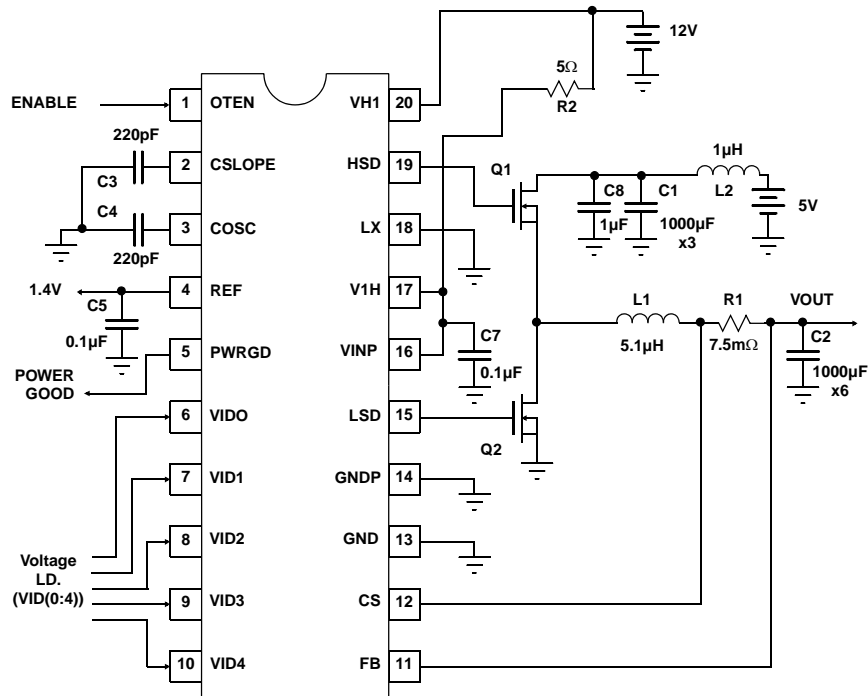 12V
5Ω
R2
ENABLE
1 OTEN
VH1 20
220pF
C3
2 CSLOPE
HSD 19
Q1
1µH
L2
5V
C8
1µF
C1
1000µF
x3
C4
220pF
3 COSC
LX 18
1.4V
C5
0.1µF
4 REF
V1H 17
L1
5.1µH
R1
7.5mΩ
VOUT
C2
1000µF
x6
POWER
GOOD
5 PWRGD
VINP 16
C7
0.1µF
6 VIDO
LSD 15
Q2
7 VID1
GNDP 14
Voltage
I.D.
(VID(0:4))
8 VID2
GND 13
9 VID3
CS 12
10 VID4
FB 11